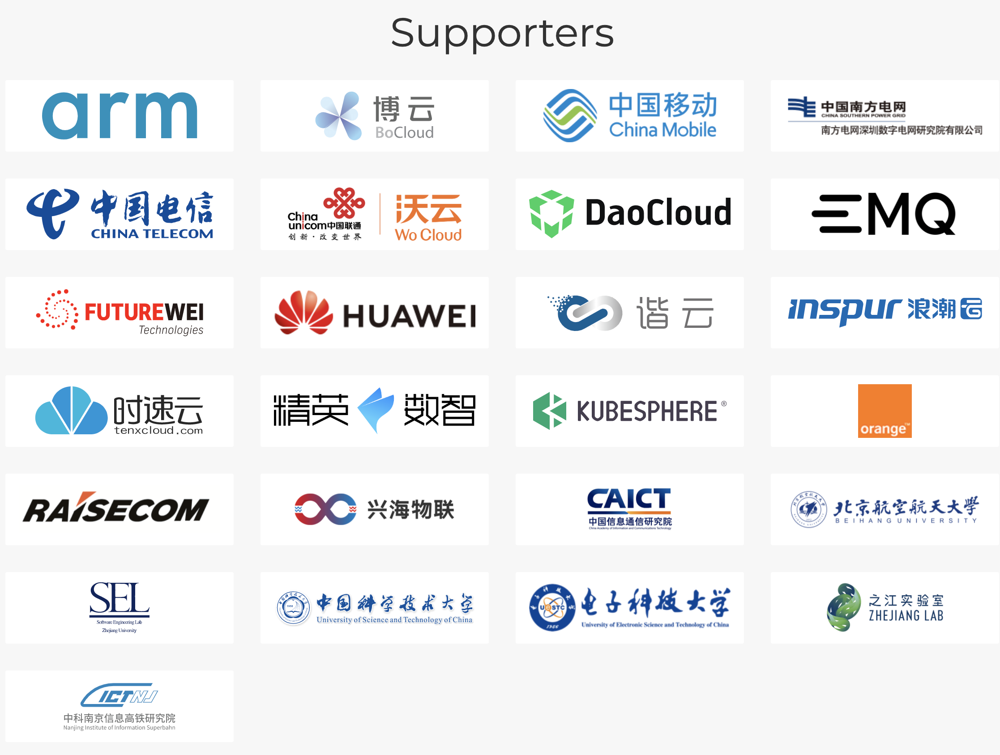 Supporters
arm
博云
BoCloud
中国移动
China Mobile
中国南方电网
CHINA SOUTHERN POWER GRID
南方电网深圳数字电网研究院有限公司
中国电信
CHINA TELECOM
China
unicom中国联通
创新·改变世界
沃云
Wo Cloud
DaoCloud
EMQ
FUTUREWEI
Technologies
HUAWEI
谐云
inspur 浪潮云
时速云
tenxcloud.com
精英数智
KUBESPHERE®
orange™
RAISECOM
兴海物联
CAICT
中国信息通信研究院
China Academy of Information and Communications Technology
北京航空航天大學
BEIHANG UNIVERSITY
SEL
Software Engineering Lab
Zhejiang University
1958
中国科学技术大学
University of Science and Technology of China
UESTC
1956
电子科技大学
University of Electronic Science and Technology of China
之江实验室
ZHEJIANG LAB
ICTNJ
中科南京信息高铁研究院
Nanjing Institute of Information Superbahn